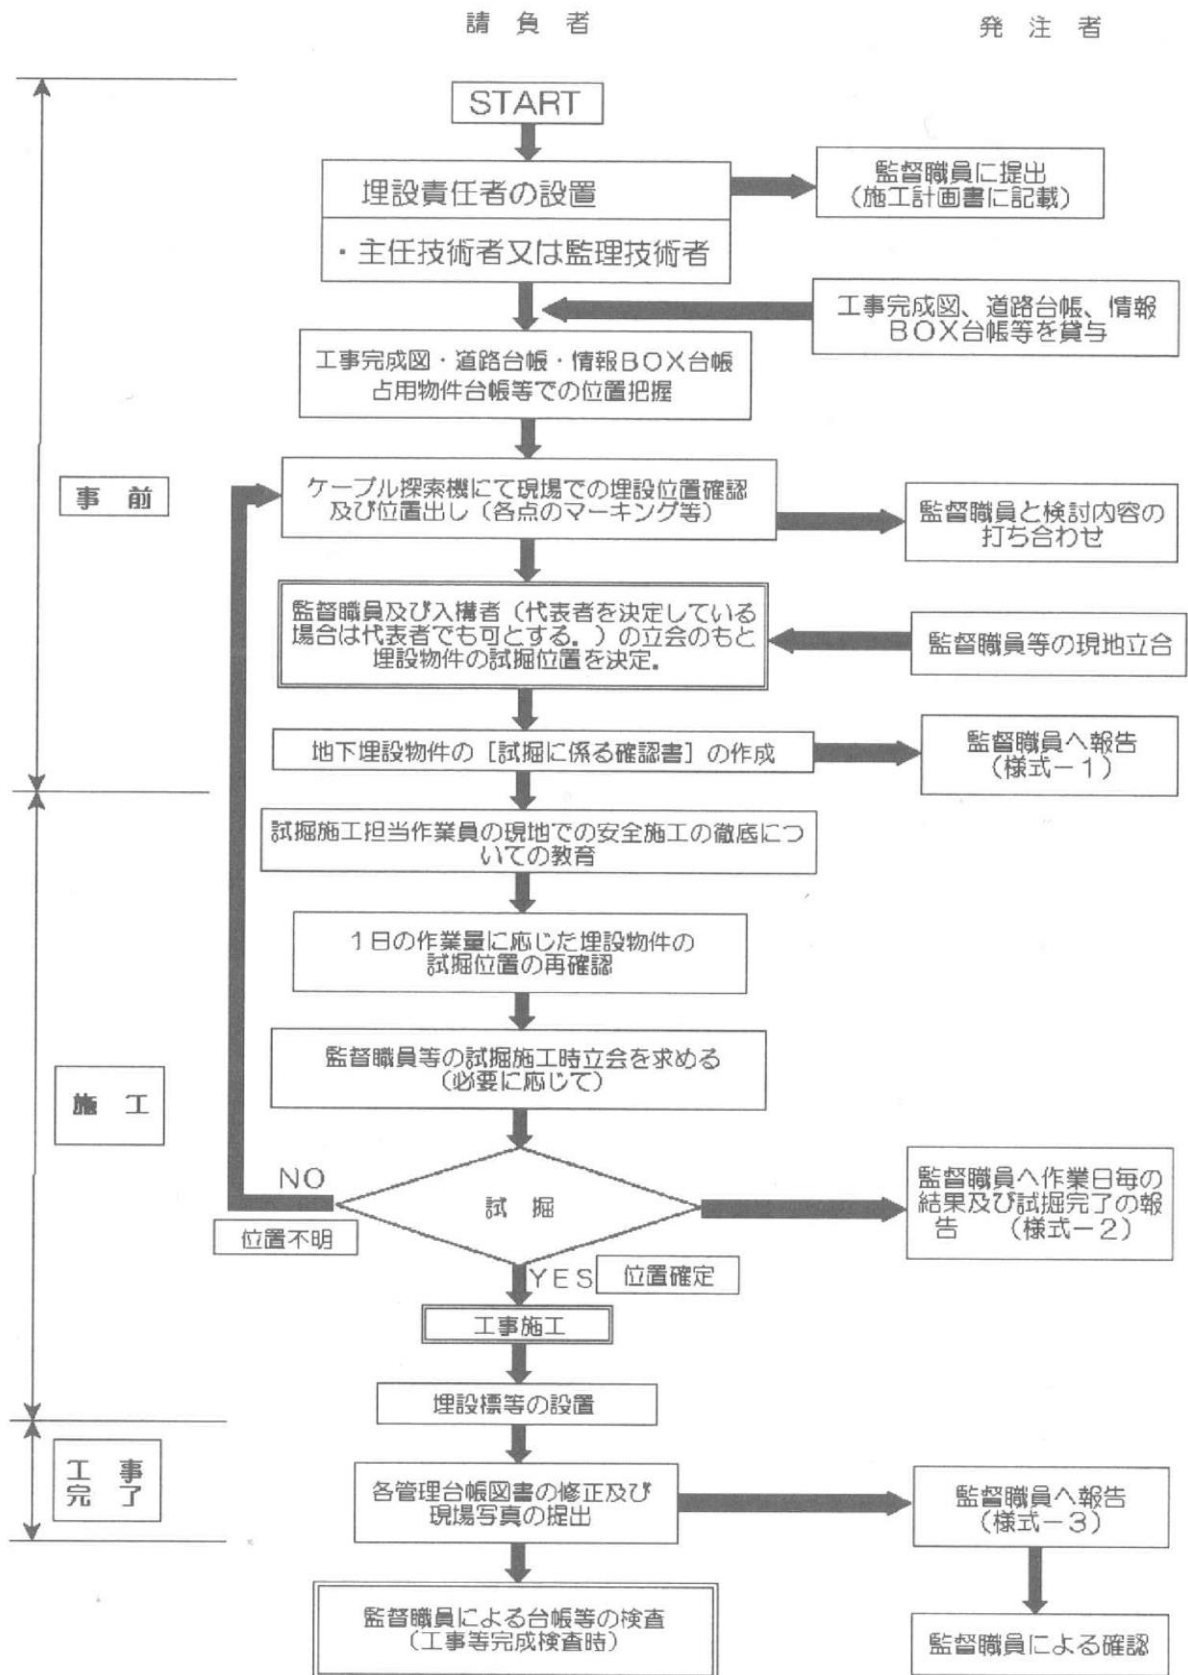 請負者
発注者
START
埋設責任者の設置
・主任技術者又は監理技術者
監督職員に提出
(施工計画書に記載)
工事完成図、道路台帳、情報
BOX台帳等を貸与
工事完成図・道路台帳・情報BOX台帳
占用物件台帳等での位置把握
事前
ケーブル探索機にて現場での埋設位置確認
及び位置出し(各点のマーキング等)
監督職員と検討内容の
打ち合わせ
監督職員及び入構者(代表者を決定している
場合は代表者でも可とする。)の立会のもと
埋設物件の試掘位置を決定.
監督職員等の現地立合
地下埋設物件の[試掘に係る確認書]の作成
監督職員へ報告
(様式-1)
試掘施工担当作業員の現地での安全施工の徹底につ
いての教育
1日の作業量に応じた埋設物件の
試掘位置の再確認
監督職員等の試掘施工時立会を求める
(必要に応じて)
施工
NO
位置不明
試掘
監督職員へ作業日毎の
結果及び試掘完了の報
告 (様式-2)
YES
位置確定
工事施工
埋設標等の設置
工事
完了
各管理台帳図書の修正及び
現場写真の提出
監督職員へ報告
(様式-3)
監督職員による台帳等の検査
(工事等完成検査時)
監督職員による確認